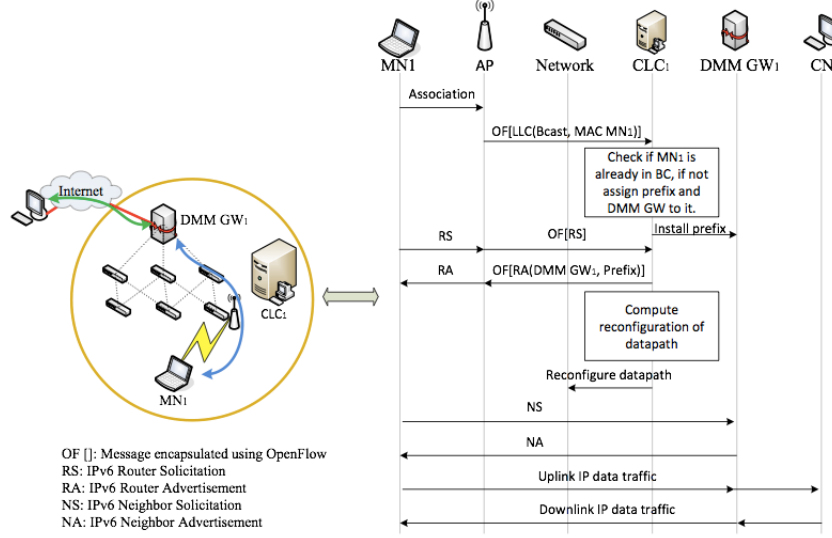 MN1
AP
Network
CLC1
DMM GW1
CN
Association
OF[LLC(Bcast, MAC MN1)]
Check if MN1 is
already in BC, if not
assign prefix and
DMM GW to it.
Install prefix
RS
OF[RS]
RA
OF[RA(DMM GW1, Prefix)]
Compute
reconfiguration of
datapath
Reconfigure datapath
NS
NA
Uplink IP data traffic
Downlink IP data traffic
Internet
DMM GW1
CLC1
MN1
OF []: Message encapsulated using OpenFlow
RS: IPv6 Router Solicitation
RA: IPv6 Router Advertisement
NS: IPv6 Neighbor Solicitation
NA: IPv6 Neighbor Advertisement